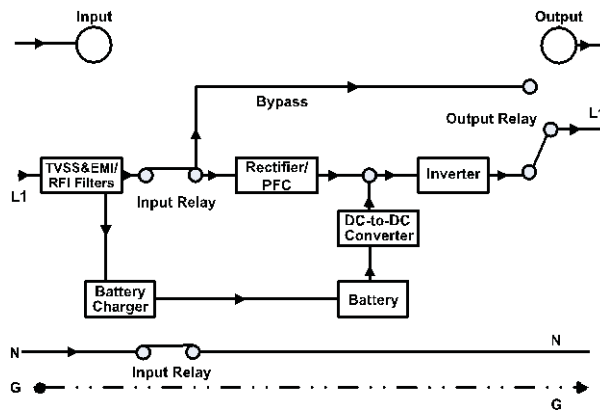 Input
Output
Bypass
Output Relay
L1
TVSS&EMI/
RFI Filters
L1
Input Relay
Rectifier/
PFC
Inverter
DC-to-DC
Converter
Battery
Charger
Battery
N
N
Input Relay
G
G